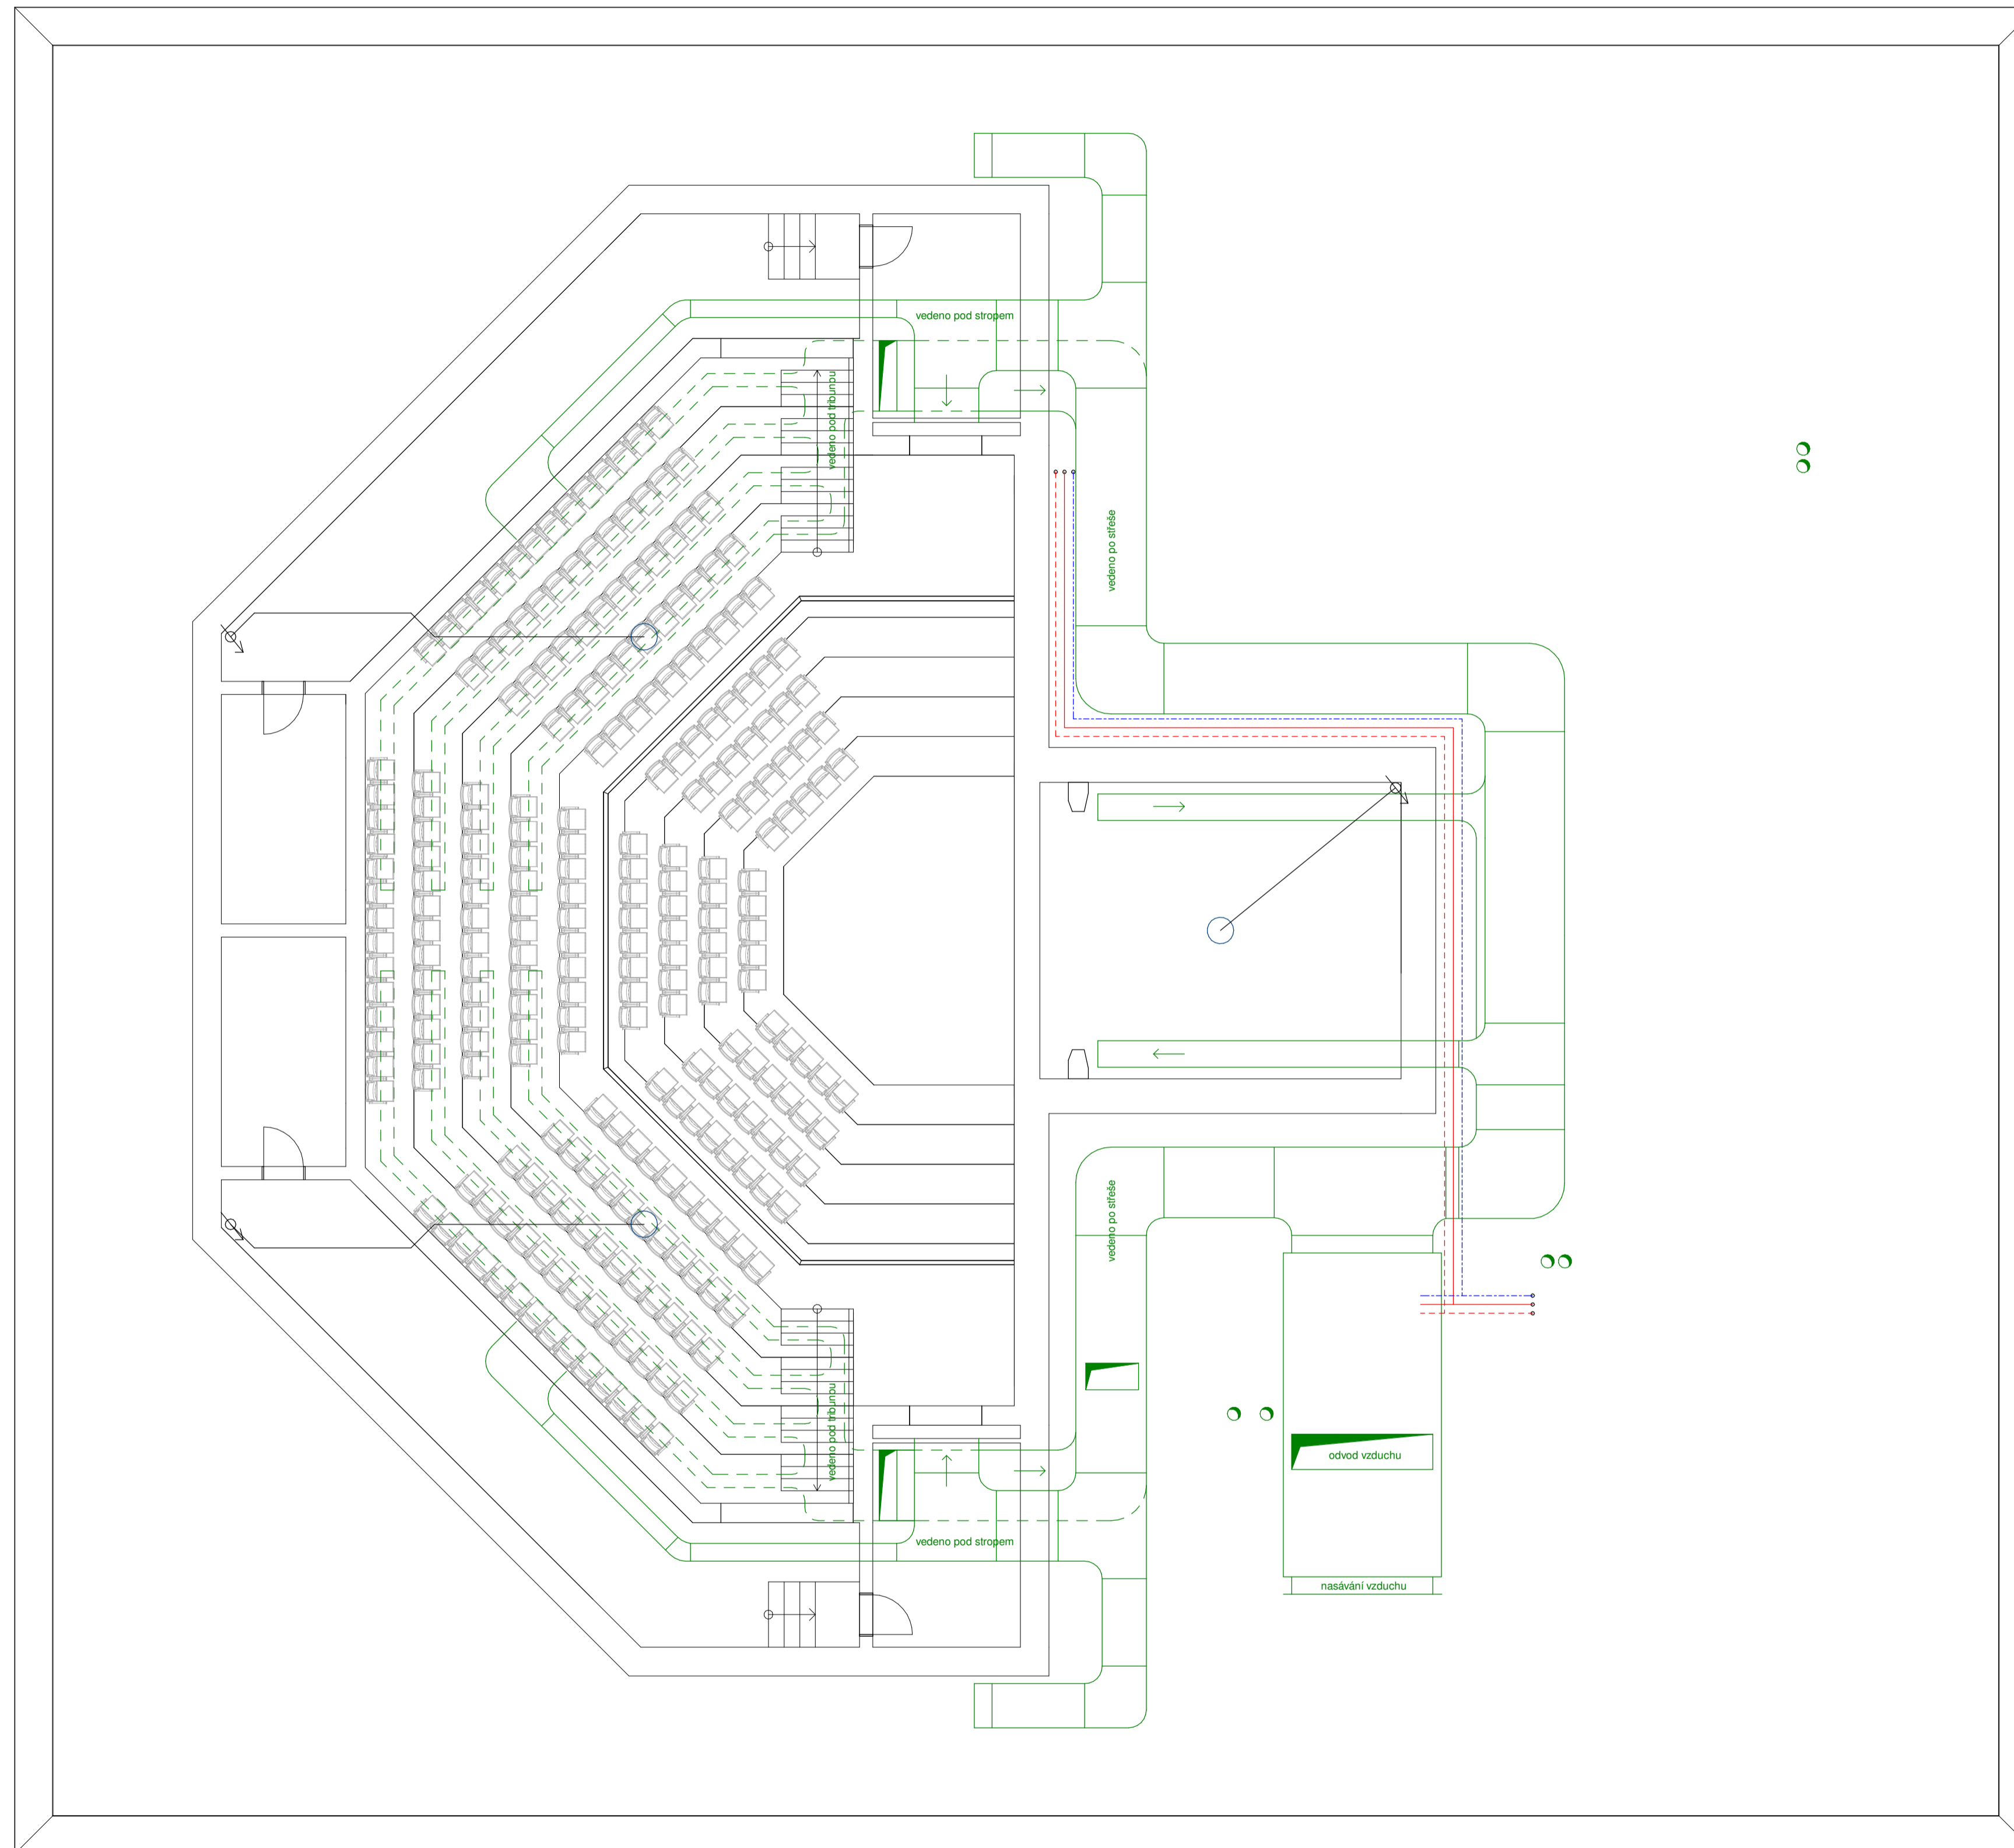 vedeno pod stropem
vedeno pod tribunou
vedeno po střeše
vedeno po střeše
vedeno pod tribunou
odvod vzduchu
vedeno pod stropem
nasávání vzduchu